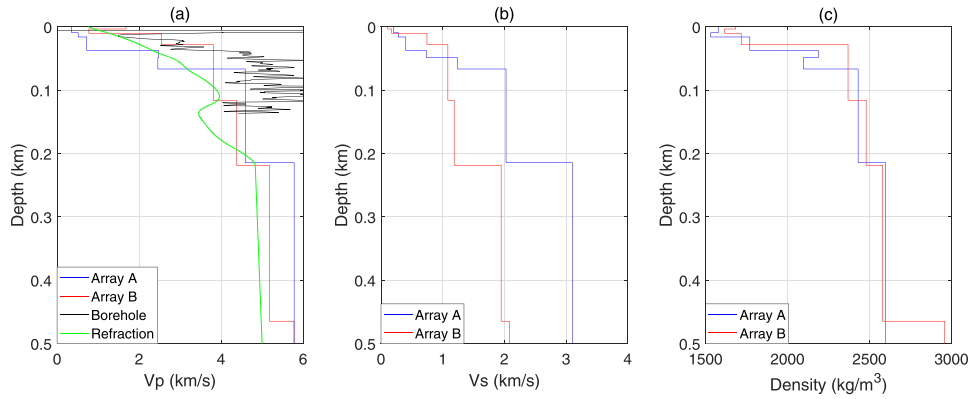 (a)
0
0.1
0.2
0.3
0.4
0.5
Depth (km)
Array A
Array B
Borehole
Refraction
0 2 4 6
Vp (km/s)
(b)
0
0.1
0.2
0.3
0.4
0.5
Depth (km)
Array A
Array B
0 1 2 3 4
Vs (km/s)
(c)
0
0.1
0.2
0.3
0.4
0.5
Depth (km)
Array A
Array B
1500 2000 2500 3000
Density (kg/m³)